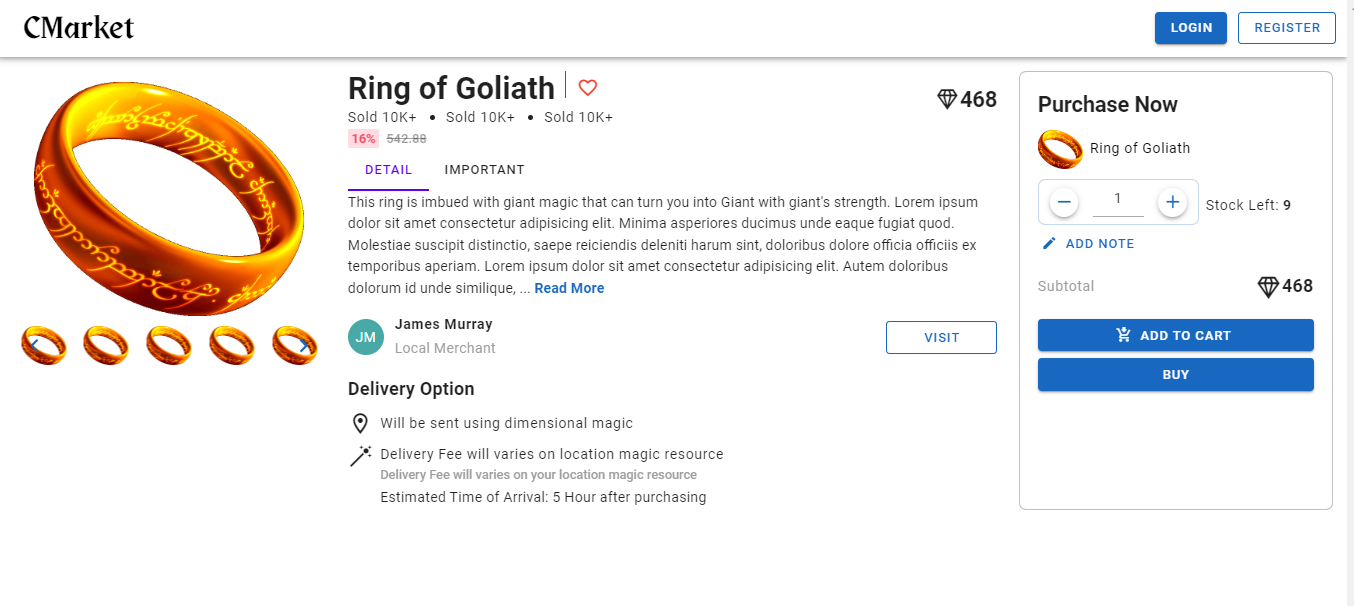 CMarket
LOGIN
REGISTER
Ring of Goliath
468
Sold 10K+ • Sold 10K+ • Sold 10K+
16% 542.88
DETAIL
IMPORTANT
This ring is imbued with giant magic that can turn you into Giant with giant's strength. Lorem ipsum
dolor sit amet consectetur adipisicing elit. Minima asperiores ducimus unde eaque fugiat quod.
Molestiae suscipit distinctio, saepe reiciendis deleniti harum sint, doloribus dolore officia officiis ex
temporibus aperiam. Lorem ipsum dolor sit amet consectetur adipisicing elit. Autem doloribus
dolorum id unde similique, ... Read More
JM
James Murray
Local Merchant
VISIT
Delivery Option
Will be sent using dimensional magic
Delivery Fee will varies on location magic resource
Delivery Fee will varies on your location magic resource
Estimated Time of Arrival: 5 Hour after purchasing
Purchase Now
Ring of Goliath
1
Stock Left: 9
ADD NOTE
Subtotal
468
ADD TO CART
BUY